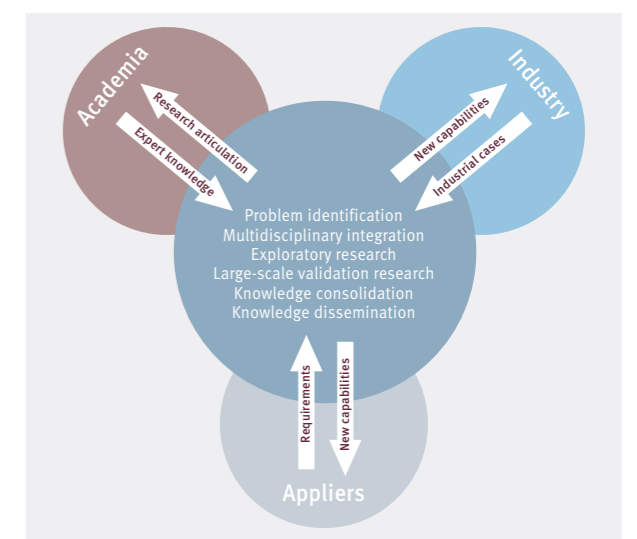 Academia
Industry
Research articulation
Expert knowledge
New capabilities
Industrial cases
Problem identification
Multidisciplinary integration
Exploratory research
Large-scale validation research
Knowledge consolidation
Knowledge dissemination
Requirements
New capabilities
Appliers